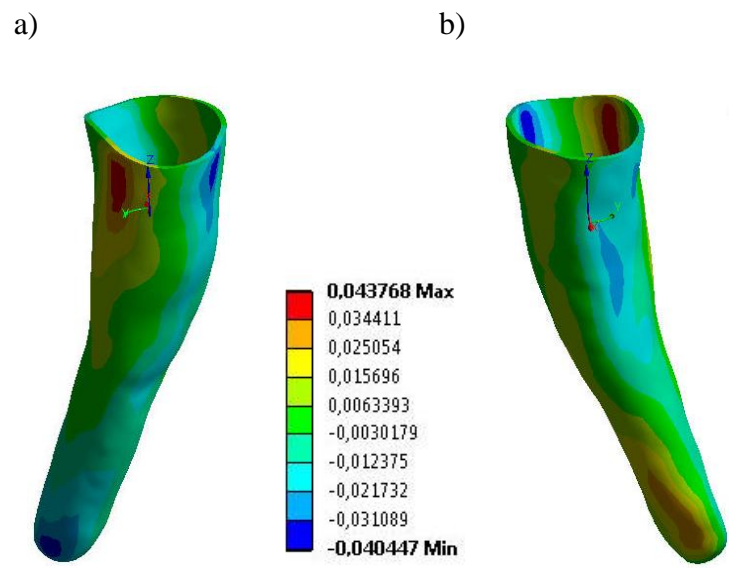 a)
b)
Z
Y
Z
Y
X
0,043768 Max
0,034411
0,025054
0,015696
0,0063393
-0,0030179
-0,012375
-0,021732
-0,031089
-0,040447 Min